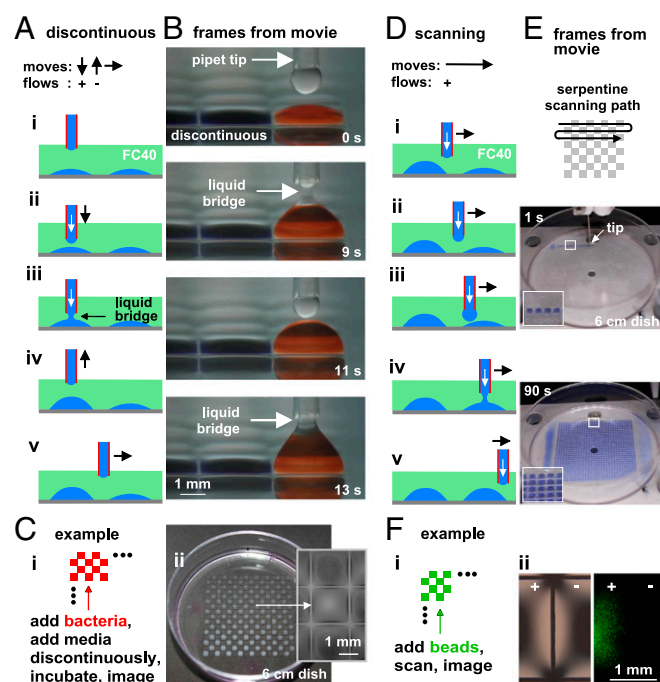 A discontinuous
moves: ↓ ↑ →
flows : + -
i
FC40
ii
iii
liquid
bridge
iv
v
B frames from movie
pipet tip
discontinuous
0 s
liquid
bridge
9 s
11 s
liquid
bridge
1 mm
13 s
C example
i
add bacteria,
add media
discontinuously,
incubate, image
ii
6 cm dish
1 mm
D scanning
moves: →
flows: +
i
FC40
ii
iii
iv
v
E frames from
movie
serpentine
scanning path
1 s
tip
6 cm dish
90 s
F example
i
add beads,
scan, image
ii
+ -
+ -
1 mm